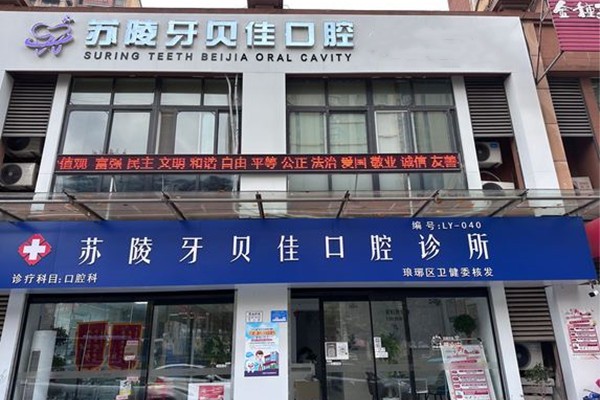 苏陵牙贝佳口腔
SURING TEETH BEIJIA ORAL CAVITY
值观 富强 民主 文明 和谐 自由 平等 公正 法治 爱国 敬业 诚信 友善
编号:LY-040
苏陵牙贝佳口腔诊所
诊疗科目:口腔科
琅琊区卫健委核发